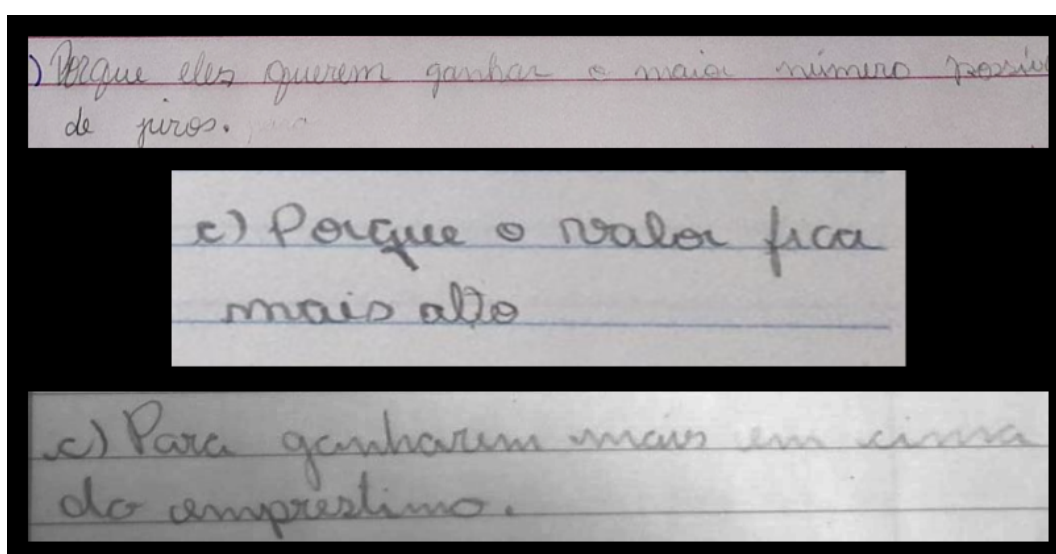 ) Porque eles querem ganhar o maior número possív
de juros.
c) Porque o valor fica
mais alto
c) Para ganharem mais em cima
do emprestimo.